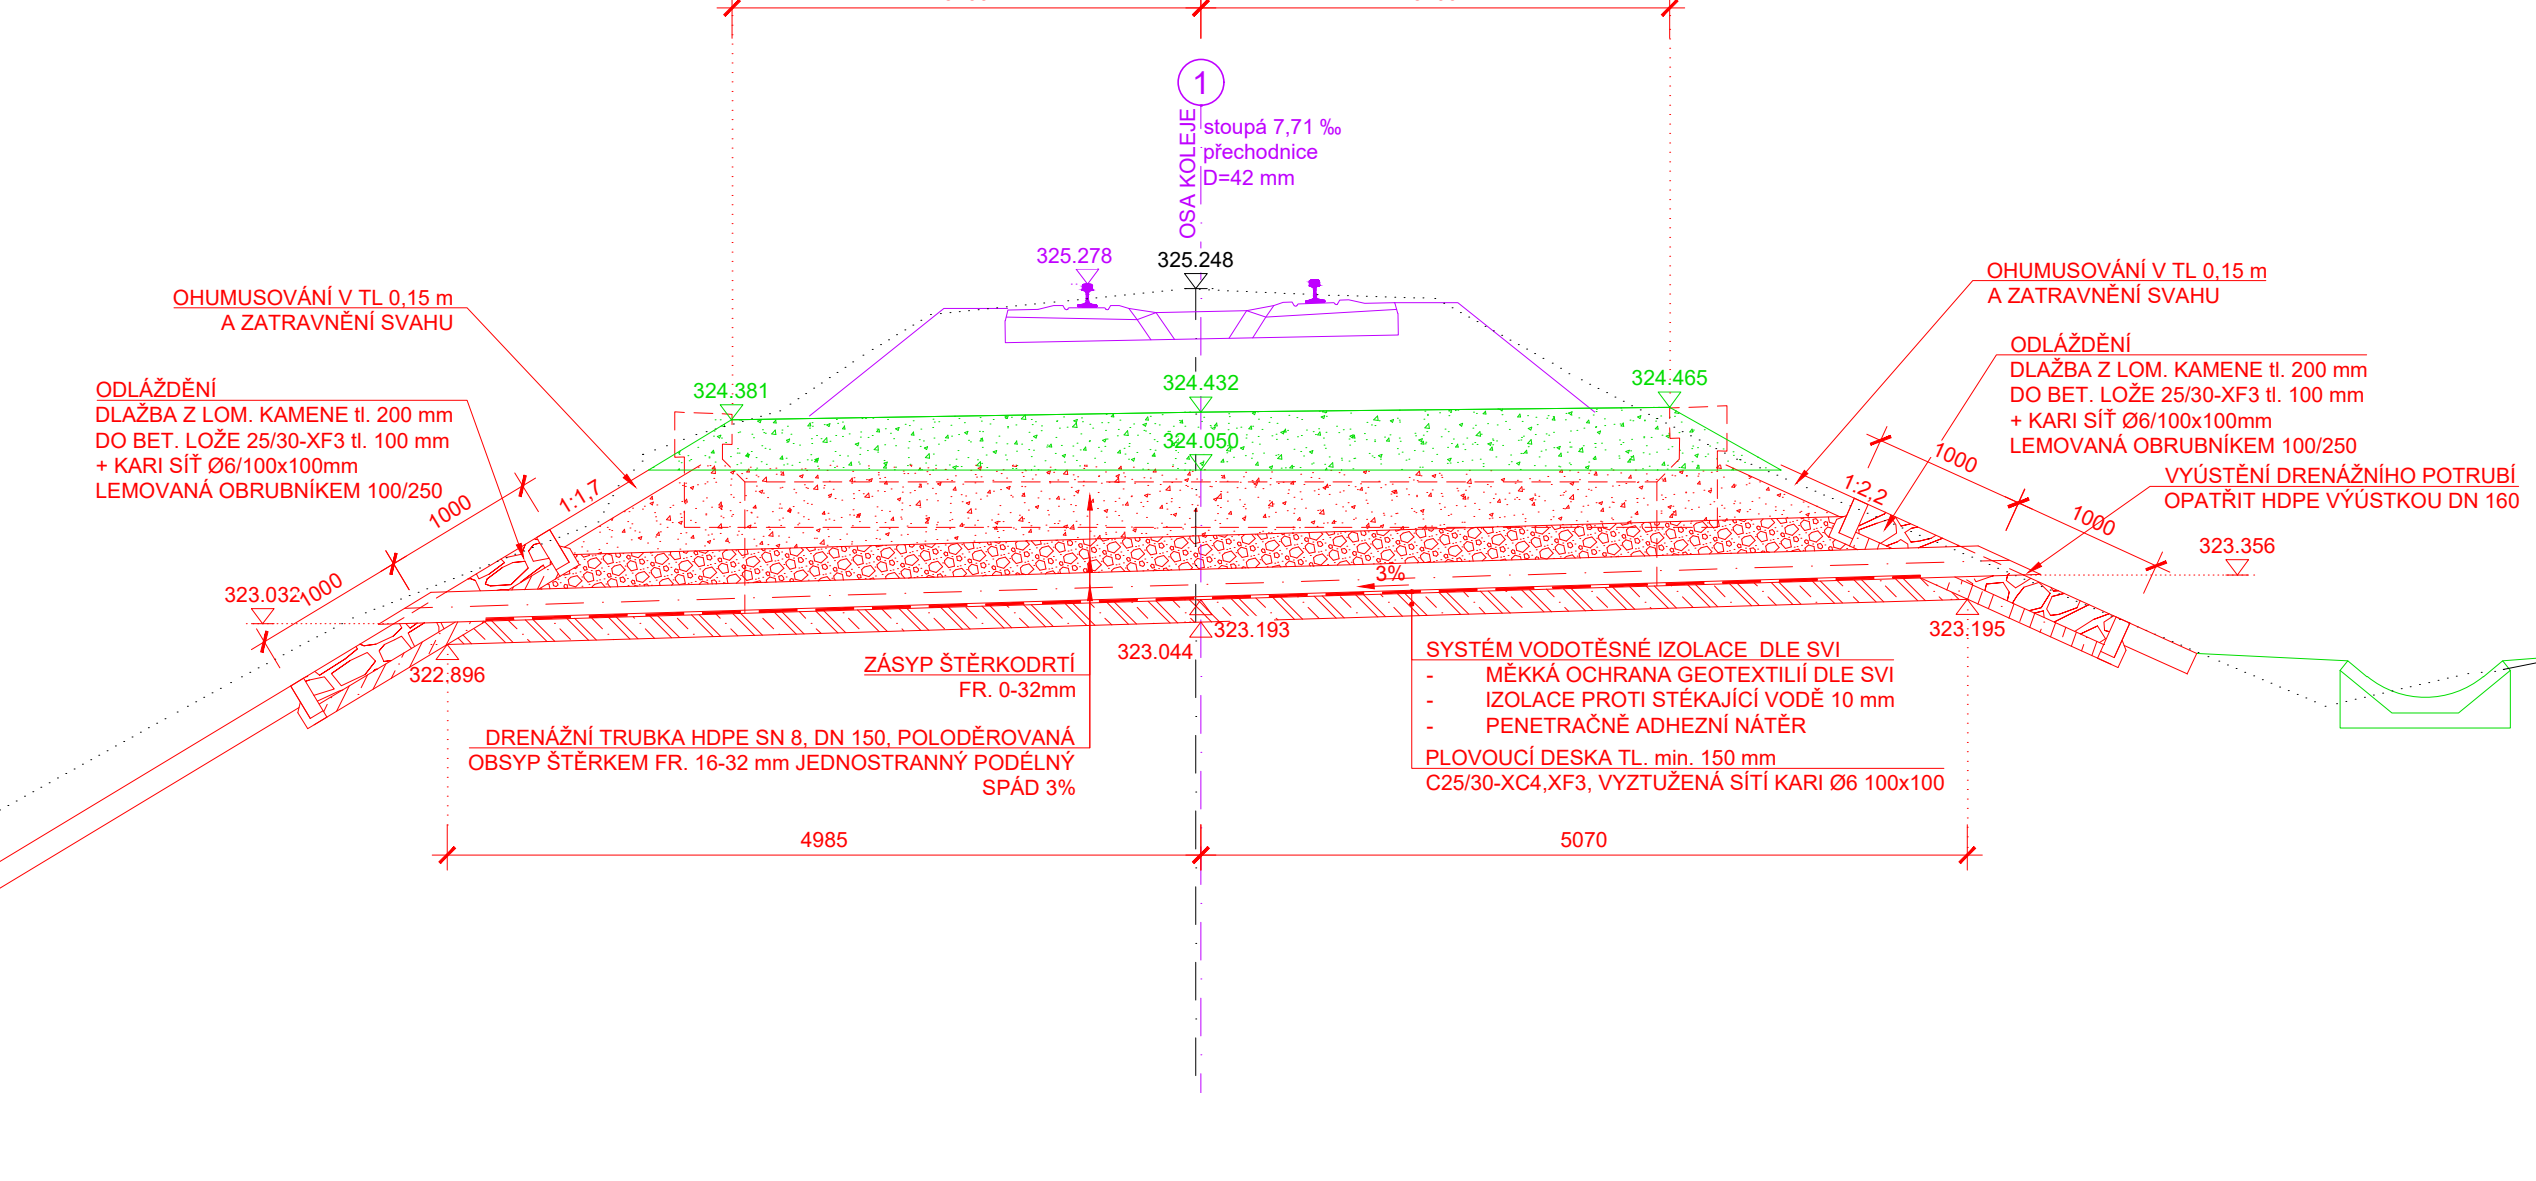 1
OSA KOLEJE
stoupá 7,71 ‰
přechodnice
D=42 mm
325.278
325.248
OHUMUSOVÁNÍ V TL 0,15 m
A ZATRAVNĚNÍ SVAHU
OHUMUSOVÁNÍ V TL 0,15 m
A ZATRAVNĚNÍ SVAHU
ODLÁŽDĚNÍ
DLAŽBA Z LOM. KAMENE tl. 200 mm
DO BET. LOŽE 25/30-XF3 tl. 100 mm
+ KARI SÍŤ Ø6/100x100mm
LEMOVANÁ OBRUBNÍKEM 100/250
ODLÁŽDĚNÍ
DLAŽBA Z LOM. KAMENE tl. 200 mm
DO BET. LOŽE 25/30-XF3 tl. 100 mm
+ KARI SÍŤ Ø6/100x100mm
LEMOVANÁ OBRUBNÍKEM 100/250
VYÚSTĚNÍ DRENÁŽNÍHO POTRUBÍ
OPATŘIT HDPE VÝÚSTKOU DN 160
324.381
324.432
324.465
324.050
1000
1:1,7
1000
1:2,2
1000
1000
323.032
323.356
3%
323.193
323.044
323.195
322.896
ZÁSYP ŠTĚRKODRTÍ
FR. 0-32mm
DRENÁŽNÍ TRUBKA HDPE SN 8, DN 150, POLODĚROVANÁ
OBSYP ŠTĚRKEM FR. 16-32 mm JEDNOSTRANNÝ PODÉLNÝ
SPÁD 3%
SYSTÉM VODOTĚSNÉ IZOLACE DLE SVI
- MĚKKÁ OCHRANA GEOTEXTILIÍ DLE SVI
- IZOLACE PROTI STÉKAJÍCÍ VODĚ 10 mm
- PENETRAČNĚ ADHEZNÍ NÁTĚR
PLOVOUCÍ DESKA TL. min. 150 mm
C25/30-XC4,XF3, VYZTUŽENÁ SÍTÍ KARI Ø6 100x100
4985
5070